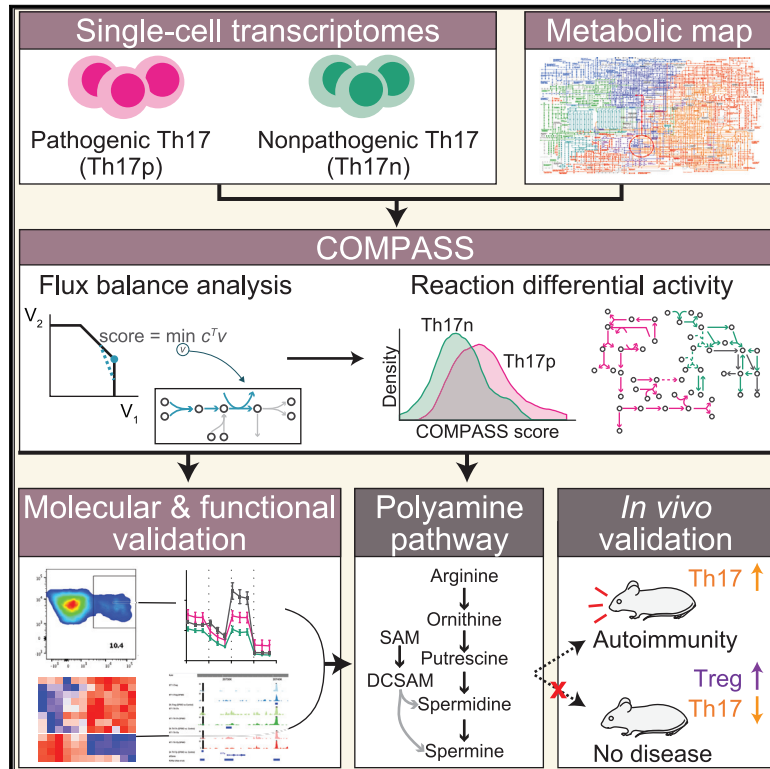 Single-cell transcriptomes
Pathogenic Th17
(Th17p)
Nonpathogenic Th17
(Th17n)
Metabolic map
COMPASS
Flux balance analysis
V2
score = min cᵀv
v
V1
Reaction differential activity
Th17n
Th17p
Density
COMPASS score
Molecular & functional
validation
10.4
Polyamine
pathway
Arginine
Ornithine
SAM
Putrescine
DCSAM
Spermidine
Spermine
In vivo
validation
Th17 ↑
Autoimmunity
x
Treg ↑
Th17 ↓
No disease